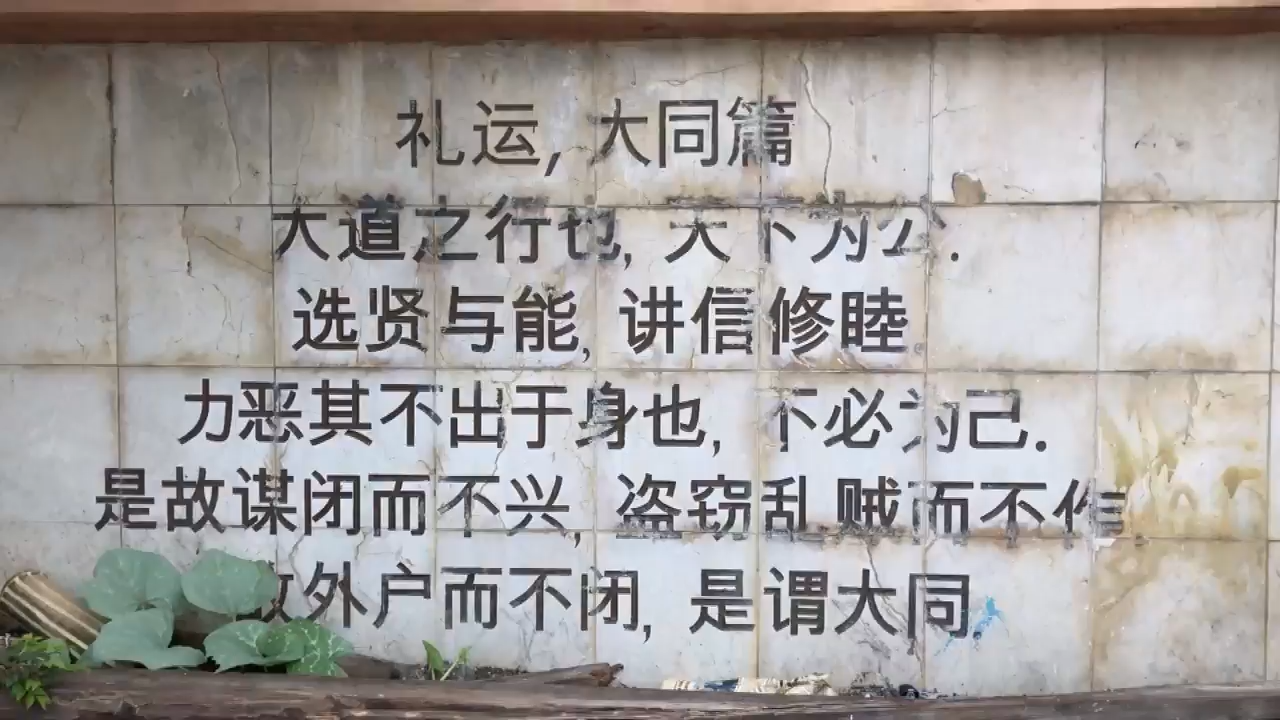 礼运, 大同篇
大道之行也, 天下为公.
选贤与能, 讲信修睦.
力恶其不出于身也, 不必为己.
是故谋闭而不兴, 盗窃乱贼而不作
故外户而不闭, 是谓大同.